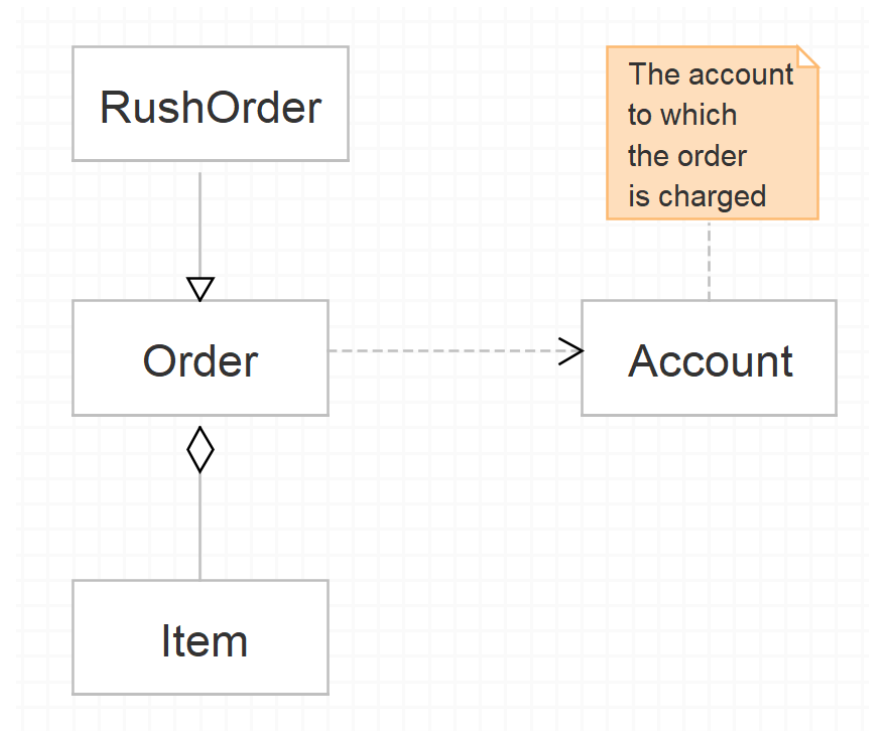 RushOrder
The account
to which
the order
is charged
Order
Account
Item